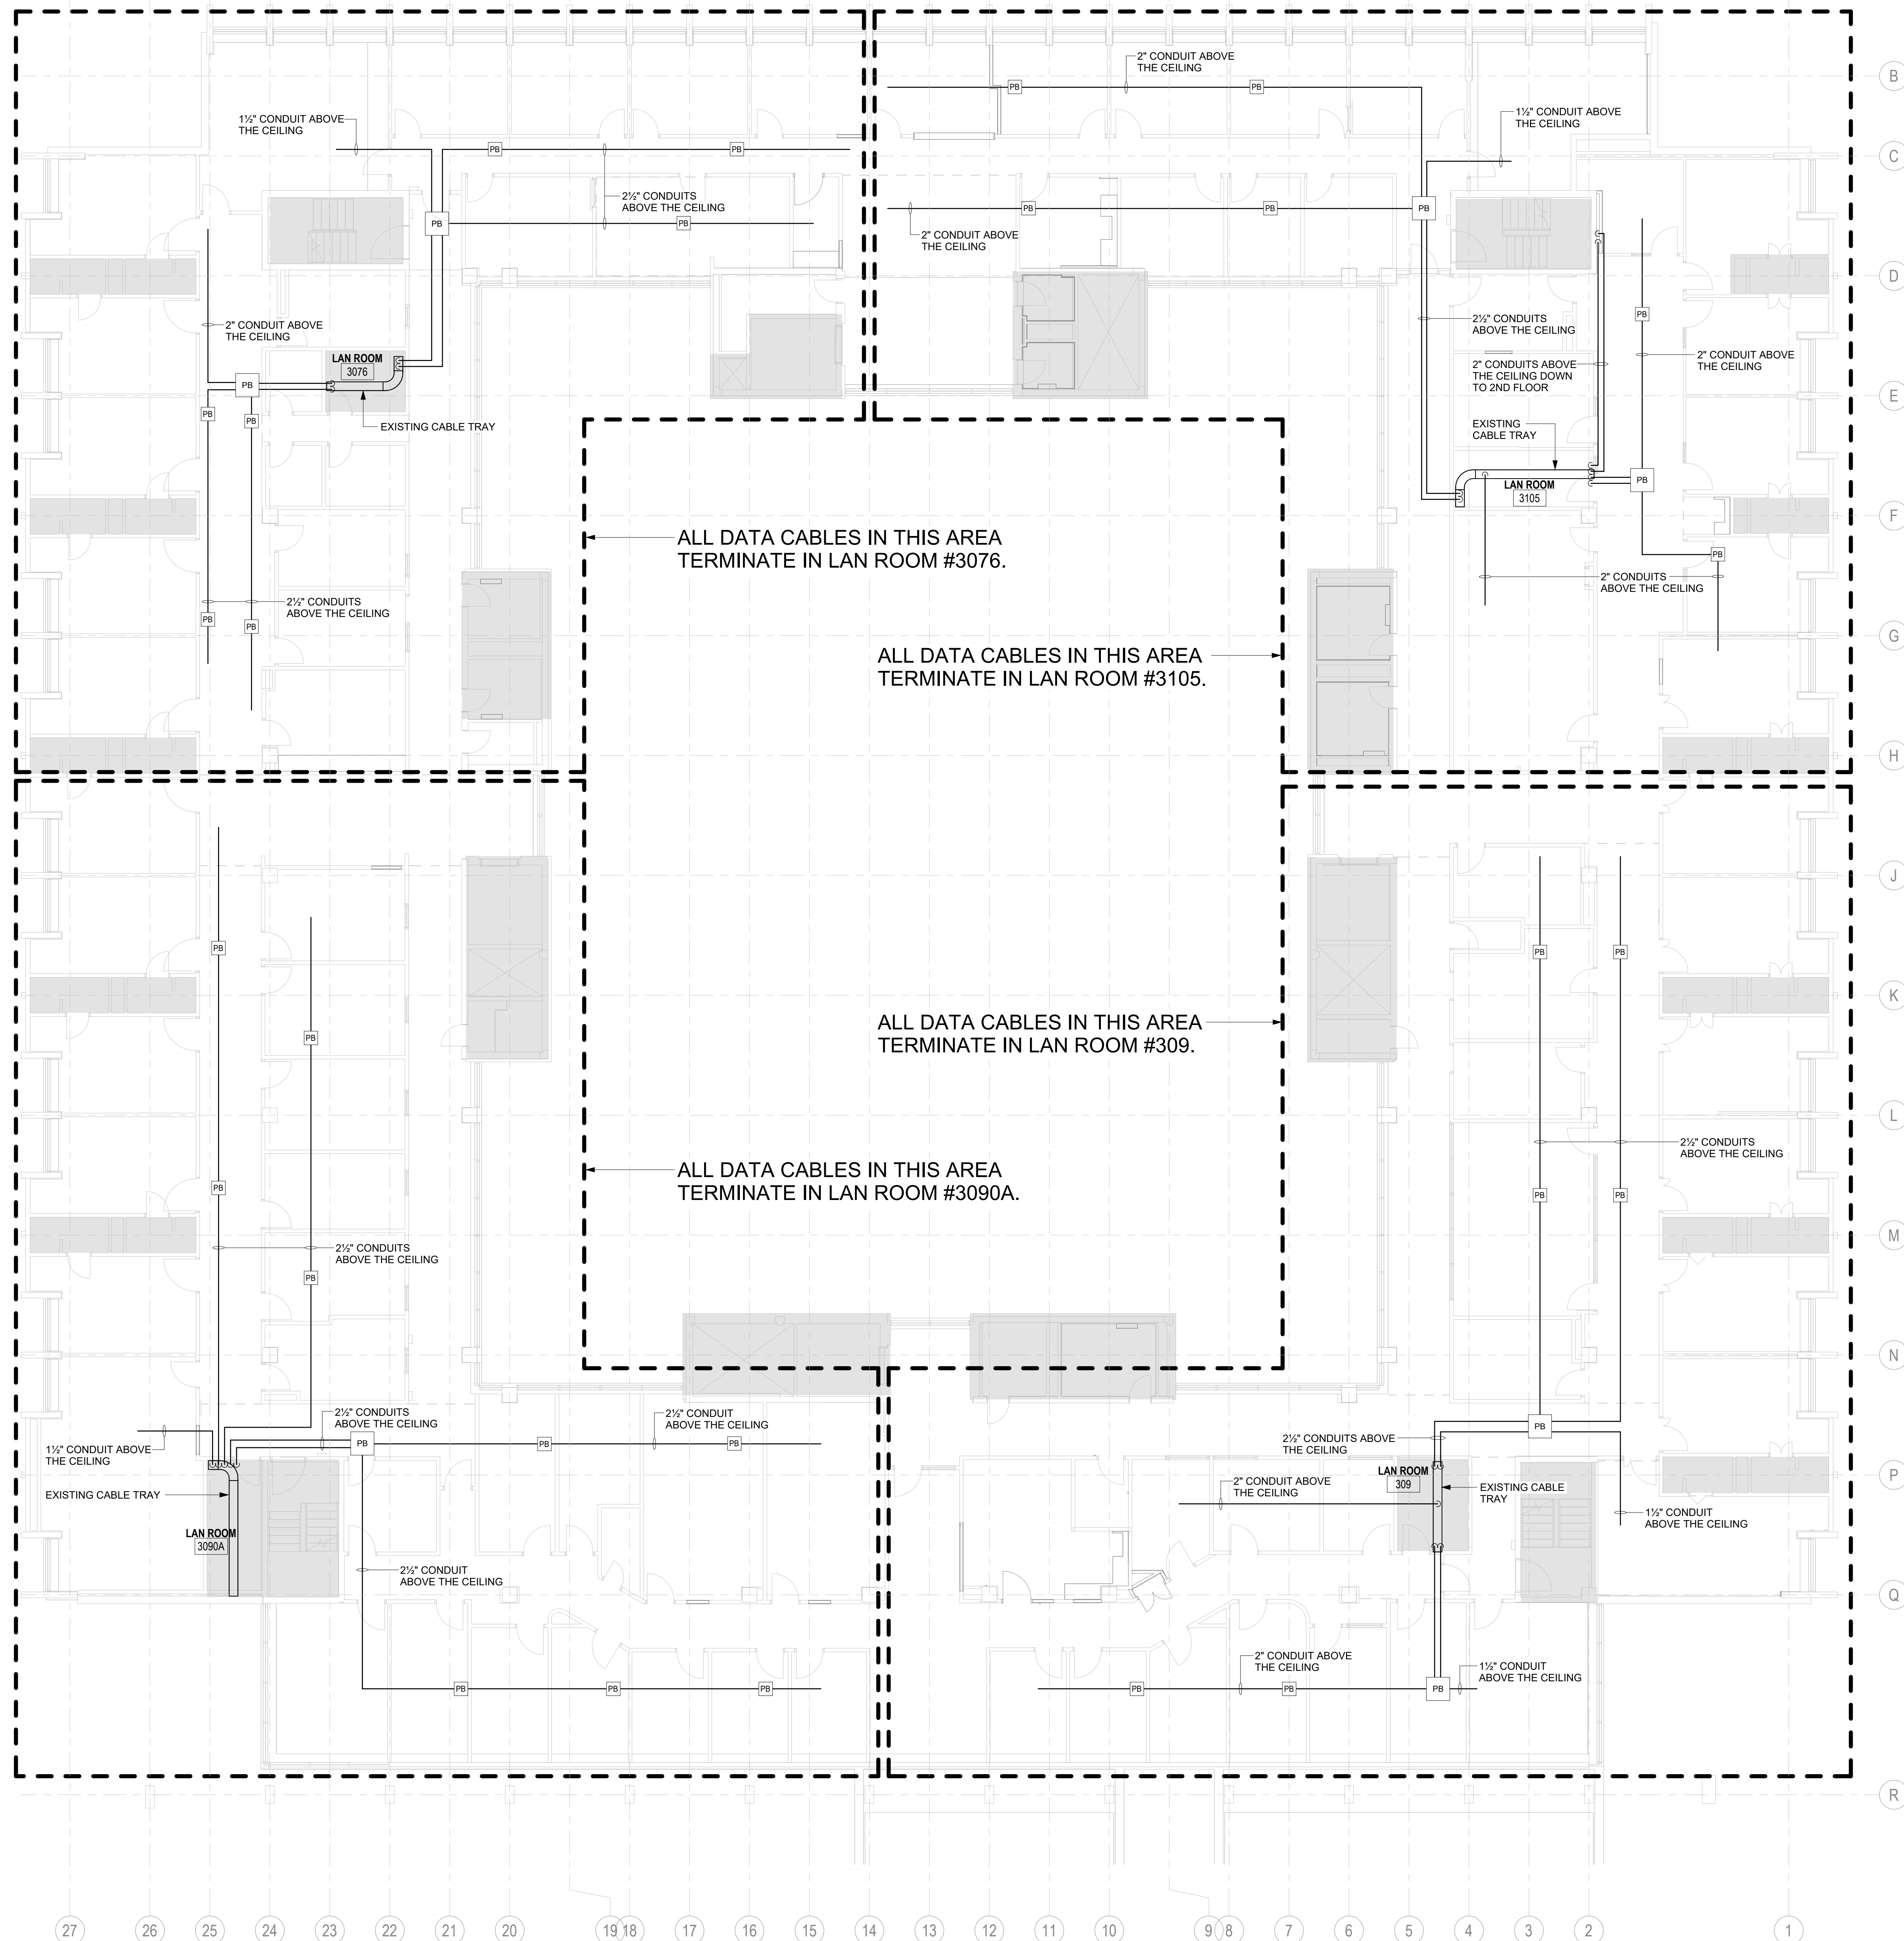 2" CONDUIT ABOVE
THE CEILING
B
PB
PB
1½" CONDUIT ABOVE
THE CEILING
1½" CONDUIT ABOVE
THE CEILING
PB
PB
C
2½" CONDUITS
ABOVE THE CEILING
PB
PB
PB
PB
PB
2" CONDUIT ABOVE
THE CEILING
D
2" CONDUIT ABOVE
THE CEILING
2½" CONDUITS
ABOVE THE CEILING
PB
LAN ROOM
3076
2" CONDUITS ABOVE
THE CEILING DOWN
TO 2ND FLOOR
2" CONDUIT ABOVE
THE CEILING
PB
E
PB
PB
EXISTING CABLE TRAY
EXISTING
CABLE TRAY
LAN ROOM
3105
PB
F
ALL DATA CABLES IN THIS AREA
TERMINATE IN LAN ROOM #3076.
PB
2" CONDUITS
ABOVE THE CEILING
2½" CONDUITS
ABOVE THE CEILING
PB
PB
G
ALL DATA CABLES IN THIS AREA
TERMINATE IN LAN ROOM #3105.
H
J
PB
PB
PB
K
PB
ALL DATA CABLES IN THIS AREA
TERMINATE IN LAN ROOM #309.
L
2½" CONDUITS
ABOVE THE CEILING
ALL DATA CABLES IN THIS AREA
TERMINATE IN LAN ROOM #3090A.
PB
PB
PB
M
2½" CONDUITS
ABOVE THE CEILING
PB
N
2½" CONDUITS
ABOVE THE CEILING
2½" CONDUIT
ABOVE THE CEILING
1½" CONDUIT ABOVE
THE CEILING
PB
PB
PB
2½" CONDUITS ABOVE
THE CEILING
PB
P
EXISTING CABLE TRAY
2" CONDUIT ABOVE
THE CEILING
LAN ROOM
309
EXISTING CABLE
TRAY
1½" CONDUIT
ABOVE THE CEILING
LAN ROOM
3090A
2½" CONDUIT
ABOVE THE CEILING
Q
2" CONDUIT ABOVE
THE CEILING
1½" CONDUIT
ABOVE THE CEILING
PB
PB
PB
PB
PB
PB
R
27
26
25
24
23
22
21
20
19
18
17
16
15
14
13
12
11
10
9
8
7
6
5
4
3
2
1